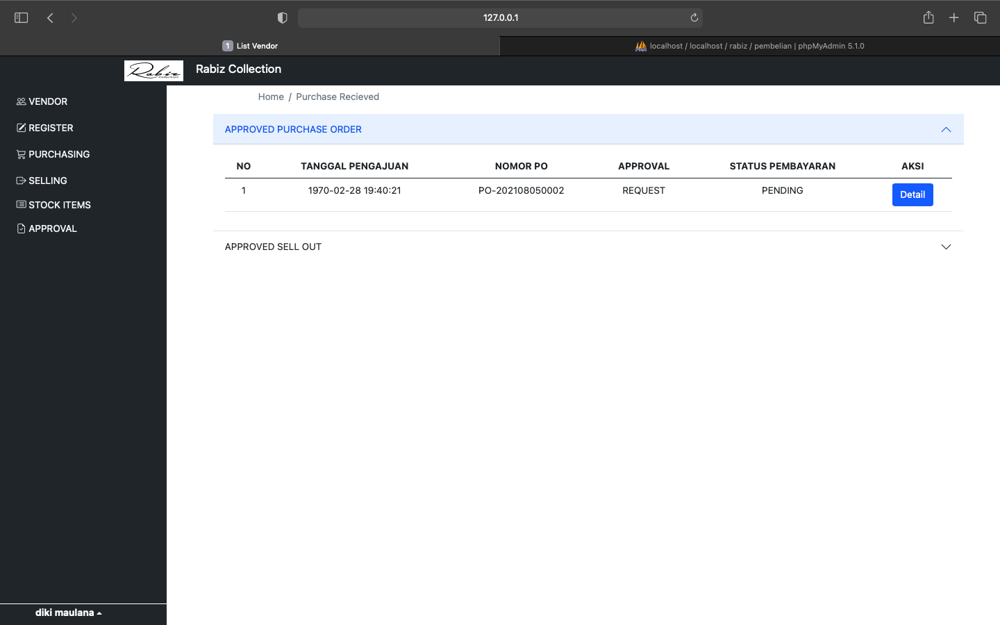 127.0.0.1
1 List Vendor
localhost / localhost / rabiz / pembelian | phpMyAdmin 5.1.0
Rabiz collection
Rabiz Collection
VENDOR
REGISTER
PURCHASING
SELLING
STOCK ITEMS
APPROVAL
diki maulana
Home / Purchase Recieved
APPROVED PURCHASE ORDER
NO TANGGAL PENGAJUAN NOMOR PO APPROVAL STATUS PEMBAYARAN AKSI
1 1970-02-28 19:40:21 PO-202108050002 REQUEST PENDING Detail
APPROVED SELL OUT